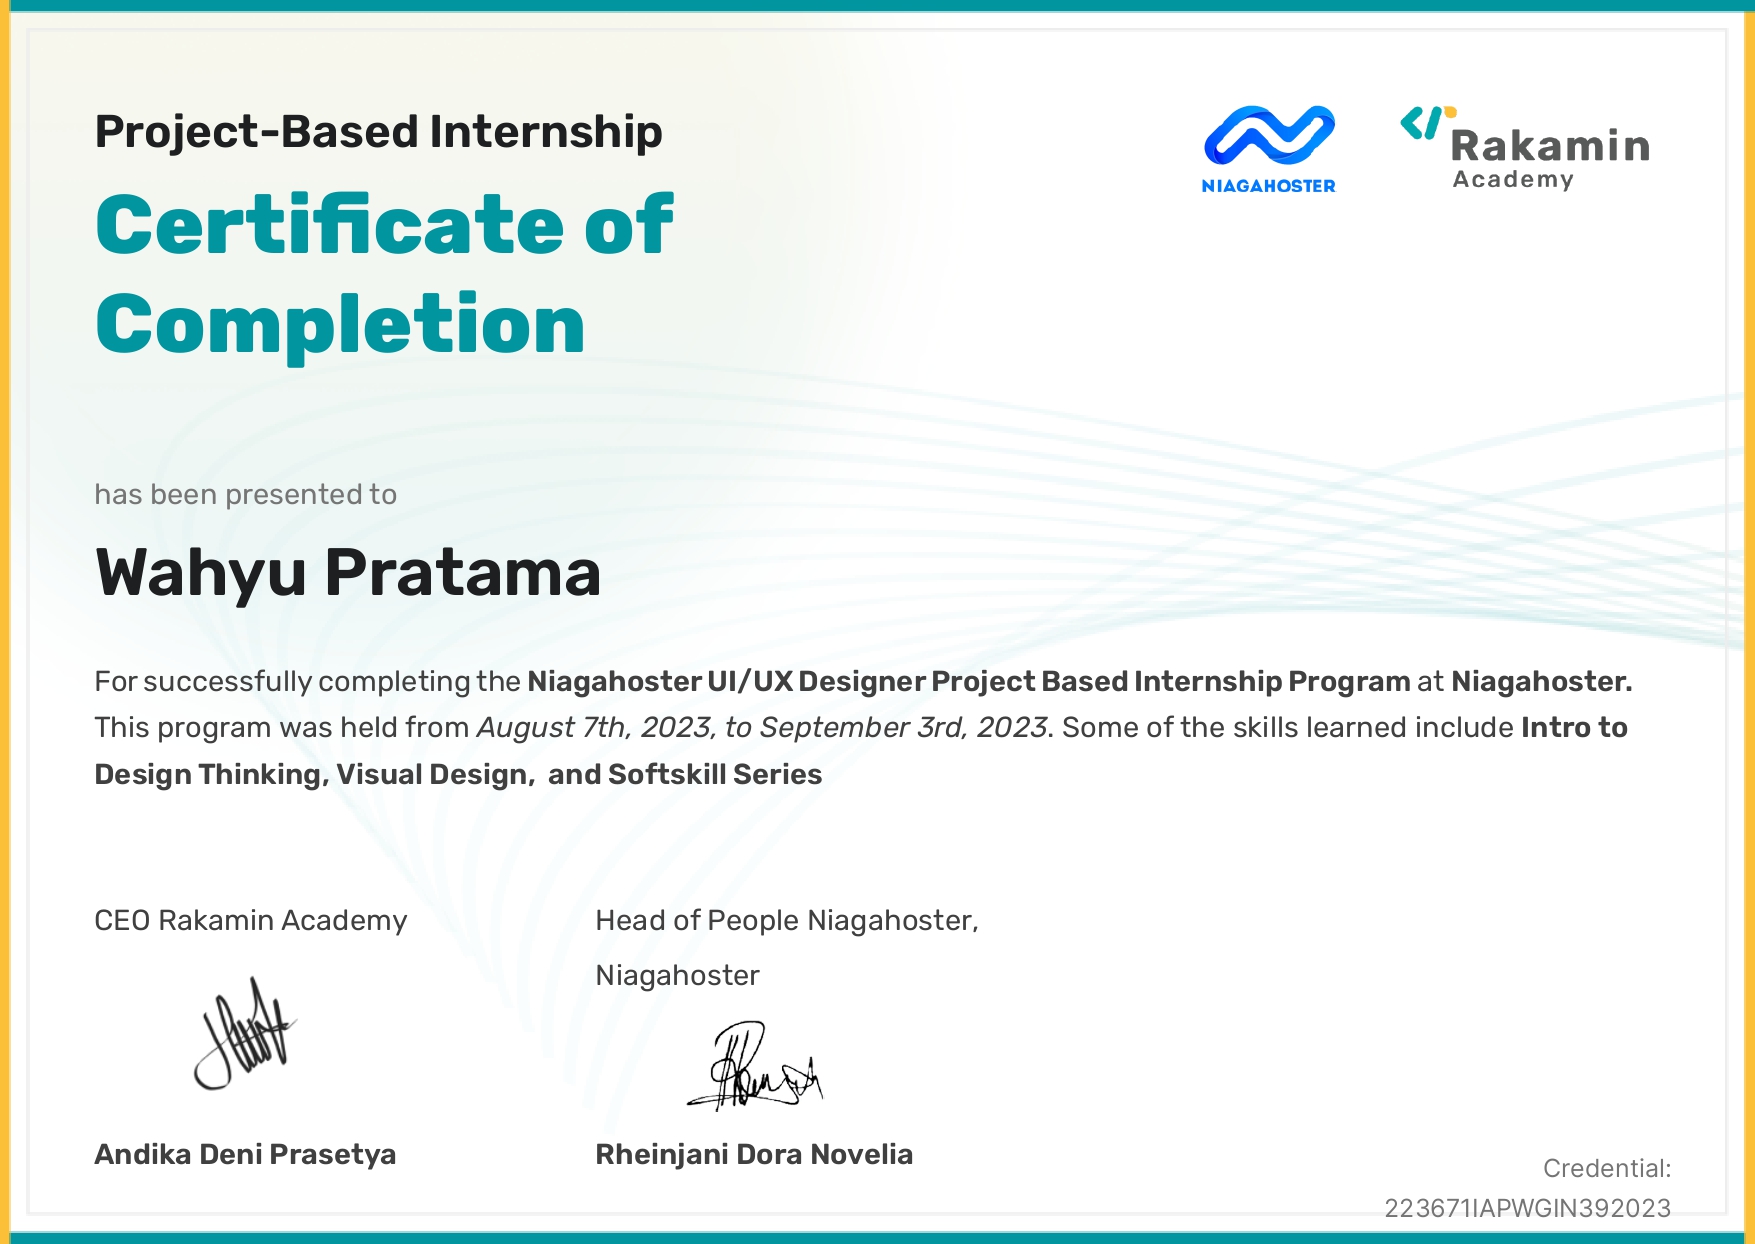 Project-Based Internship
NIAGAHOSTER
Rakamin
Academy
Certificate of
Completion
has been presented to
Wahyu Pratama
For successfully completing the Niagahoster UI/UX Designer Project Based Internship Program at Niagahoster.
This program was held from August 7th, 2023, to September 3rd, 2023. Some of the skills learned include Intro to
Design Thinking, Visual Design, and Softskill Series
CEO Rakamin Academy
Head of People Niagahoster,
Niagahoster
Andika Deni Prasetya
Rheinjani Dora Novelia
Credential:
223671IAPWGIN392023